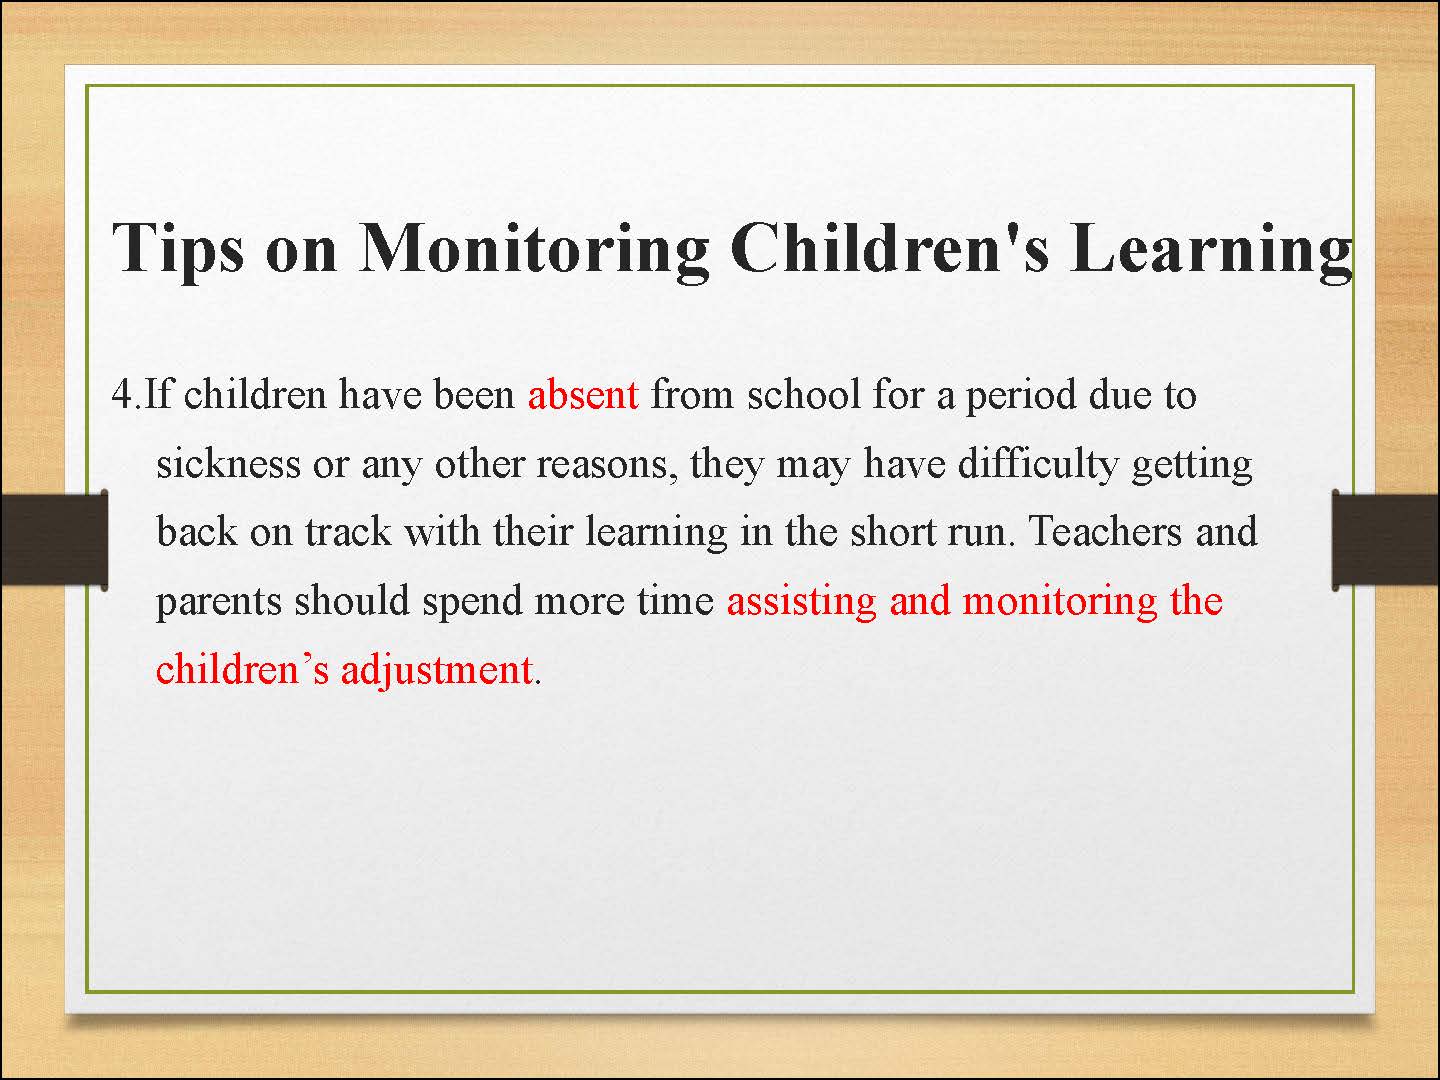 Tips on Monitoring Children's Learning
4.If children have been absent from school for a period due to
sickness or any other reasons, they may have difficulty getting
back on track with their learning in the short run. Teachers and
parents should spend more time assisting and monitoring the
children’s adjustment.